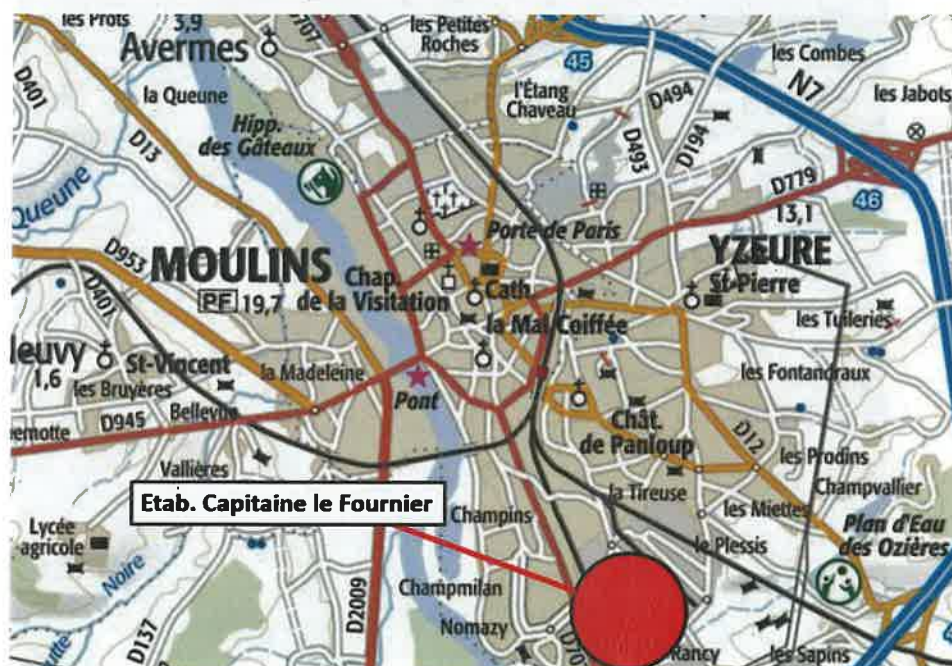 les Prots
3,9
Avermes
D707
les Petites
Roches
45
les Combes
N7
D401
la Queune
l'Étang
Chaveau
D494
les Jabots
Hipp.
des Gâteaux
D13
D493
D194
D779
46
13,1
Queune
Porte de Paris
D953
MOULINS
YZEURE
Chap.
de la Visitation
Cath.
St-Pierre
PF 19,7
D401
la Mal Coiffée
les Tuileries
euvy
1,6
St-Vincent
la Madeleine
les Fontandraux
les Bruyères
Pont
D945
Bellevue
Chât.
de Panloup
D12
les Prodins
Vallières
Champvallier
la Tireuse
Etab. Capitaine le Fournier
Champins
les Miettes
Plan d'Eau
des Ozières
Lycée
agricole
le Plessis
Noire
Champmilan
D2009
Nomazy
D137
D70
Rancy
les Sapins